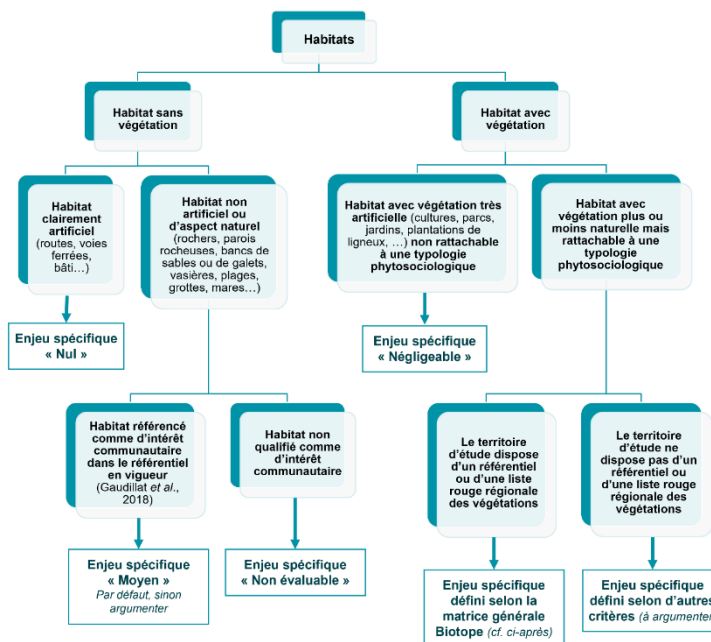 Habitats
Habitat sans
végétation
Habitat avec
végétation
Habitat
clairement
artificiel
(routes, voies
ferrées,
bâti…)
Habitat non
artificiel ou
d'aspect naturel
(rochers, parois
rocheuses, bancs de
sables ou de galets,
vasières, plages,
grottes, mares…)
Habitat avec végétation très
artificielle (cultures, parcs,
jardins, plantations de
ligneux, …) non rattachable
à une typologie
phytosociologique
Habitat avec
végétation plus ou
moins naturelle mais
rattachable à une
typologie
phytosociologique
Enjeu spécifique
« Nul »
Enjeu spécifique
« Négligeable »
Habitat référencé
comme d'intérêt
communautaire
dans le référentiel
en vigueur
(Gaudillat et al.,
2018)
Habitat non
qualifié comme
d'intérêt
communautaire
Le territoire
d'étude dispose
d'un référentiel
ou d'une liste
rouge régionale
des végétations
Le territoire
d'étude ne
dispose pas d'un
référentiel ou
d'une liste rouge
régionale des
végétations
Enjeu spécifique
« Moyen »
Par défaut, sinon
argumenter
Enjeu spécifique
« Non évaluable »
Enjeu spécifique
défini selon la
matrice générale
Biotope (cf. ci-après)
Enjeu spécifique
défini selon d'autres
critères (à argumenter)